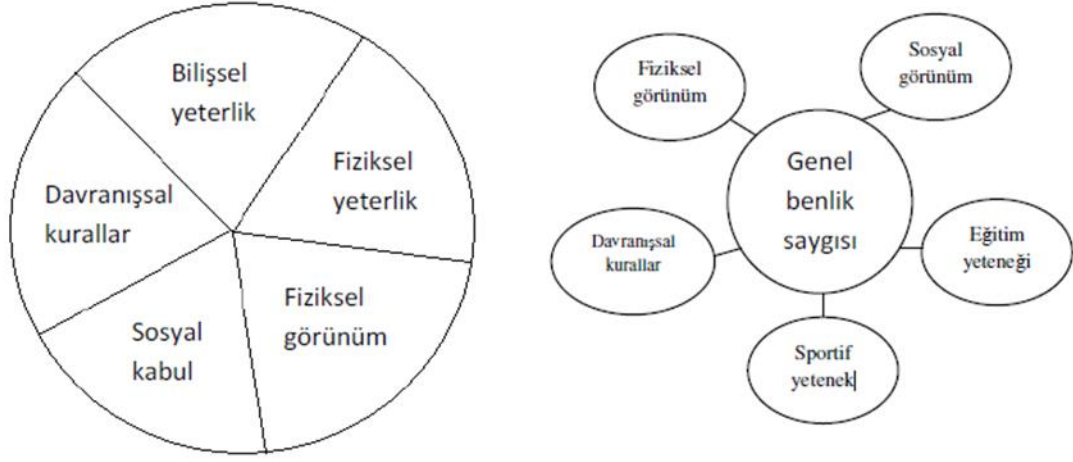 Bilişsel
yeterlik
Fiziksel
yeterlik
Davranışsal
kurallar
Fiziksel
görünüm
Sosyal
kabul
Fiziksel
görünüm
Sosyal
görünüm
Genel
benlik
saygısı
Davranışsal
kurallar
Eğitim
yeteneği
Sportif
yetenek